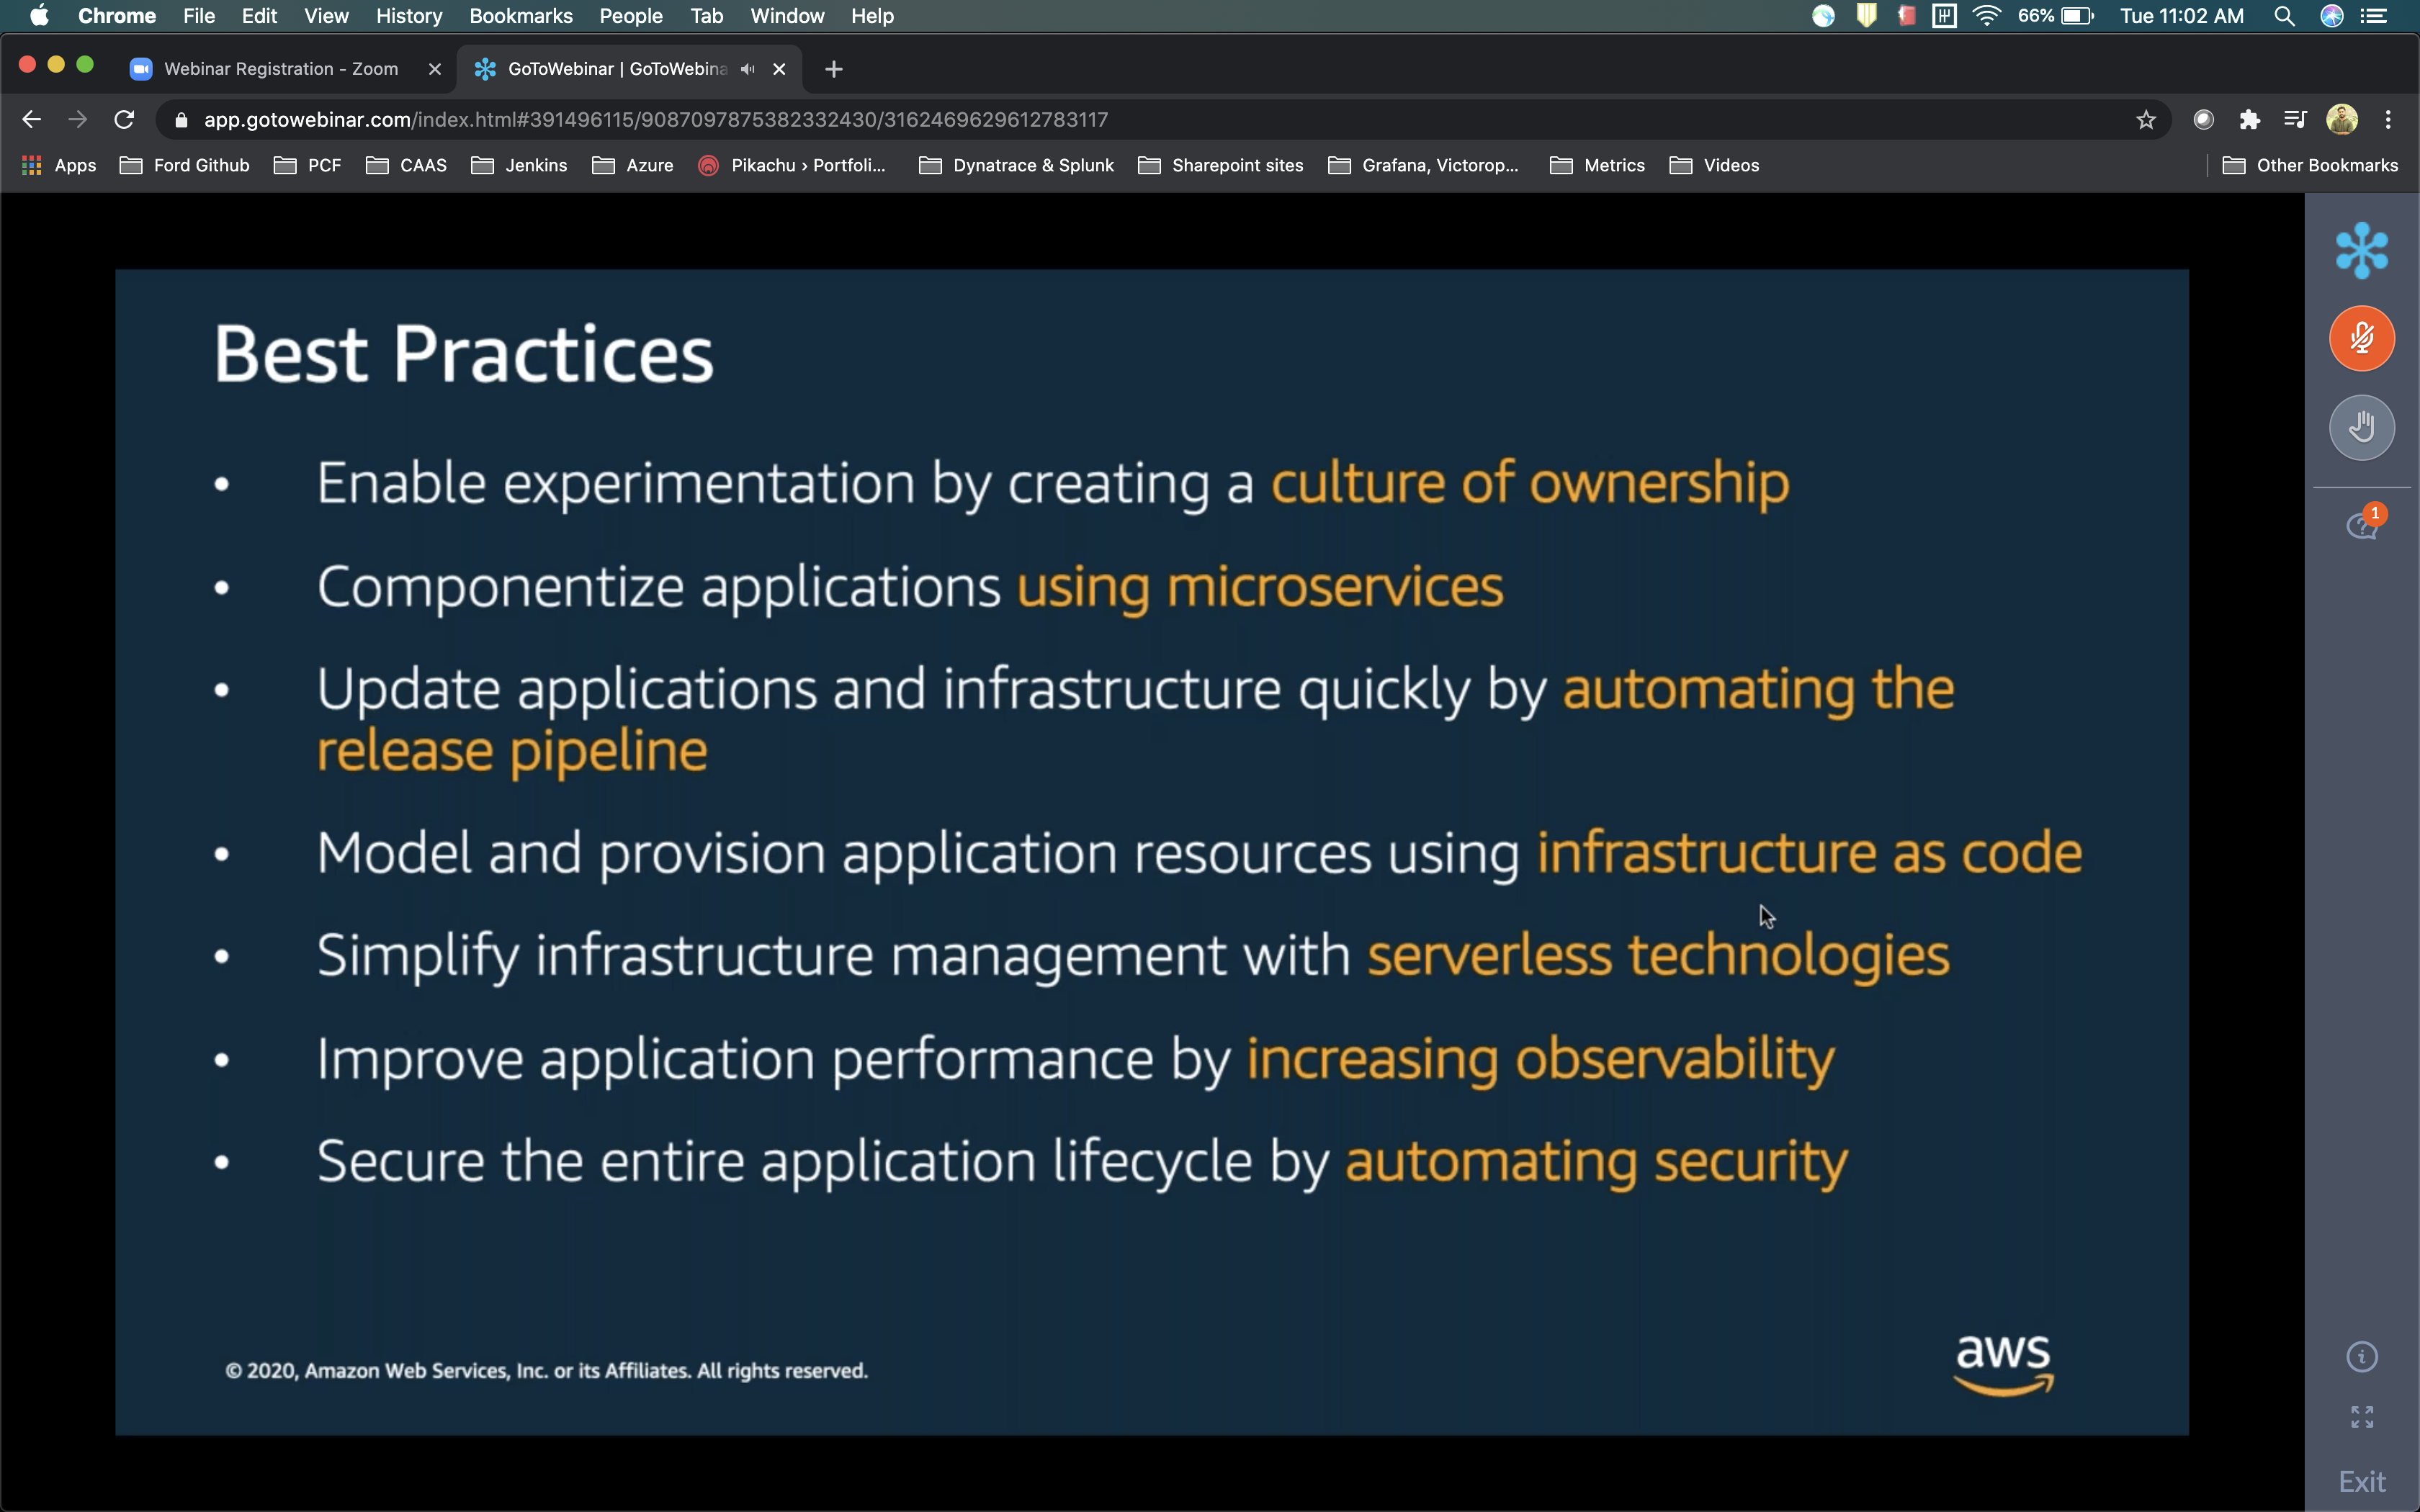 Chrome File Edit View History Bookmarks People Tab Window Help 66% Tue 11:02 AM
Webinar Registration - Zoom GoToWebinar | GoToWebina
app.gotowebinar.com/index.html#391496115/9087097875382332430/3162469629612783117
Apps Ford Github PCF CAAS Jenkins Azure Pikachu › Portfoli... Dynatrace & Splunk Sharepoint sites Grafana, Victorop... Metrics Videos Other Bookmarks
Best Practices
• Enable experimentation by creating a culture of ownership
1
• Componentize applications using microservices
• Update applications and infrastructure quickly by automating the
release pipeline
• Model and provision application resources using infrastructure as code
• Simplify infrastructure management with serverless technologies
• Improve application performance by increasing observability
• Secure the entire application lifecycle by automating security
© 2020, Amazon Web Services, Inc. or its Affiliates. All rights reserved.
aws
Exit